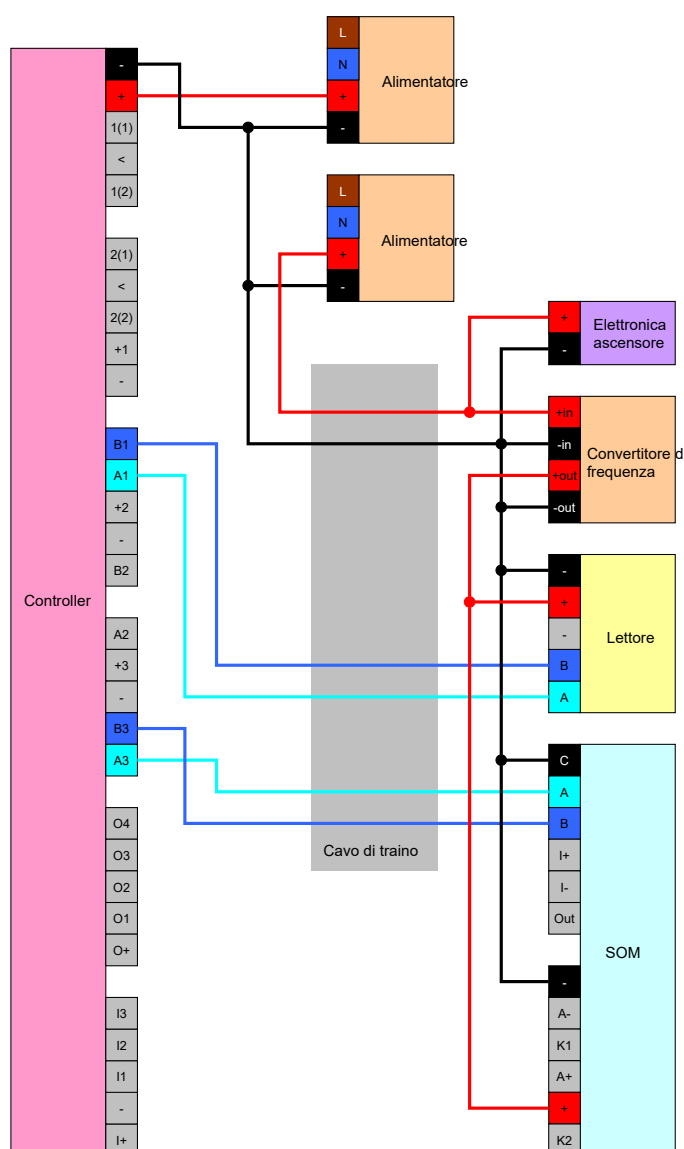 Controller
-
+
1(1)
<
1(2)
2(1)
<
2(2)
+1
-
B1
A1
+2
-
B2
A2
+3
-
B3
A3
O4
O3
O2
O1
O+
I3
I2
I1
-
I+
L
N
+
-
Alimentatore
L
N
+
-
Alimentatore
Cavo di traino
+
-
Elettronica
ascensore
+in
-in
+out
-out
Convertitore d
frequenza
-
+
-
B
A
Lettore
C
A
B
I+
I-
Out
-
A-
K1
A+
+
K2
SOM